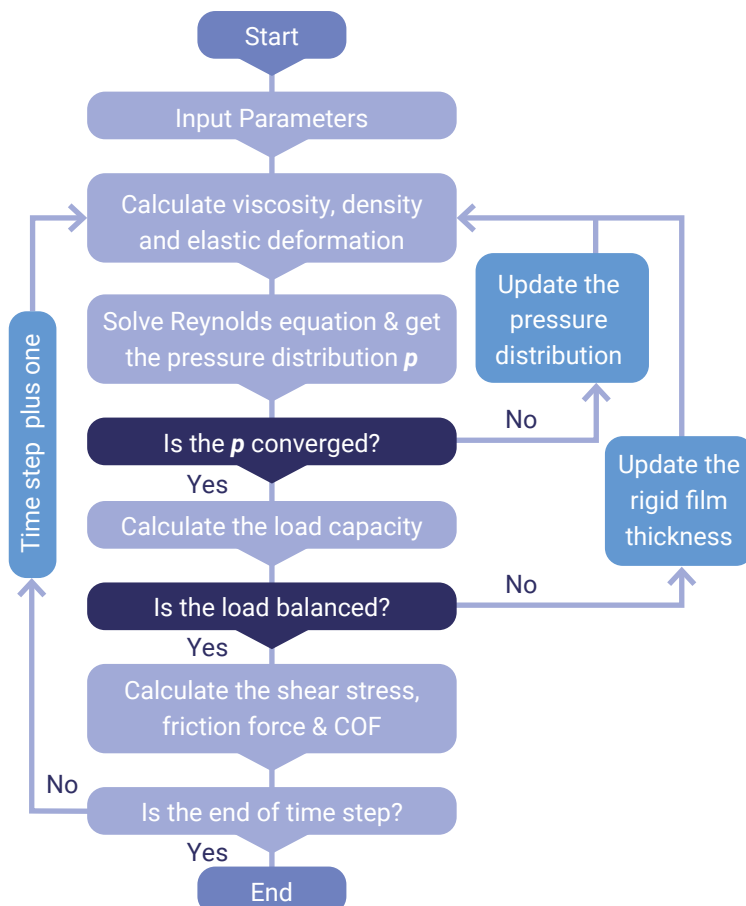 Start
Input Parameters
Calculate viscosity, density
and elastic deformation
Update the
pressure
distribution
Solve Reynolds equation & get
the pressure distribution p
Time step plus one
Is the p converged?
No
Yes
Update the
rigid film
thickness
Calculate the load capacity
Is the load balanced?
No
Yes
Calculate the shear stress,
friction force & COF
No
Is the end of time step?
Yes
End